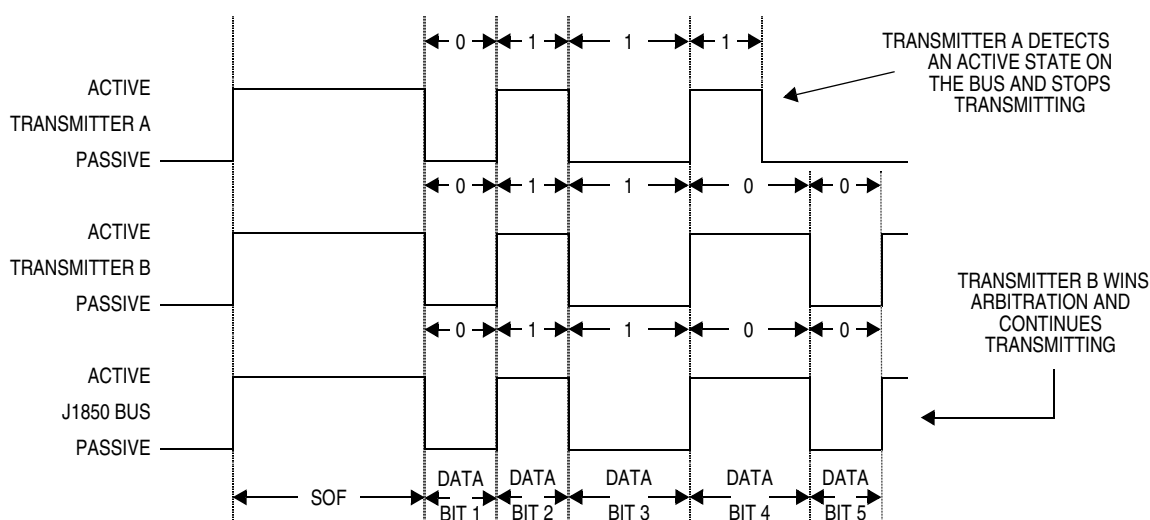 0 1 1 1
TRANSMITTER A DETECTS
AN ACTIVE STATE ON
THE BUS AND STOPS
TRANSMITTING
ACTIVE
TRANSMITTER A
PASSIVE
0 1 1 0 0
ACTIVE
TRANSMITTER B
PASSIVE
TRANSMITTER B WINS
ARBITRATION AND
CONTINUES
TRANSMITTING
0 1 1 0 0
ACTIVE
J1850 BUS
PASSIVE
SOF
DATA
BIT 1
DATA
BIT 2
DATA
BIT 3
DATA
BIT 4
DATA
BIT 5